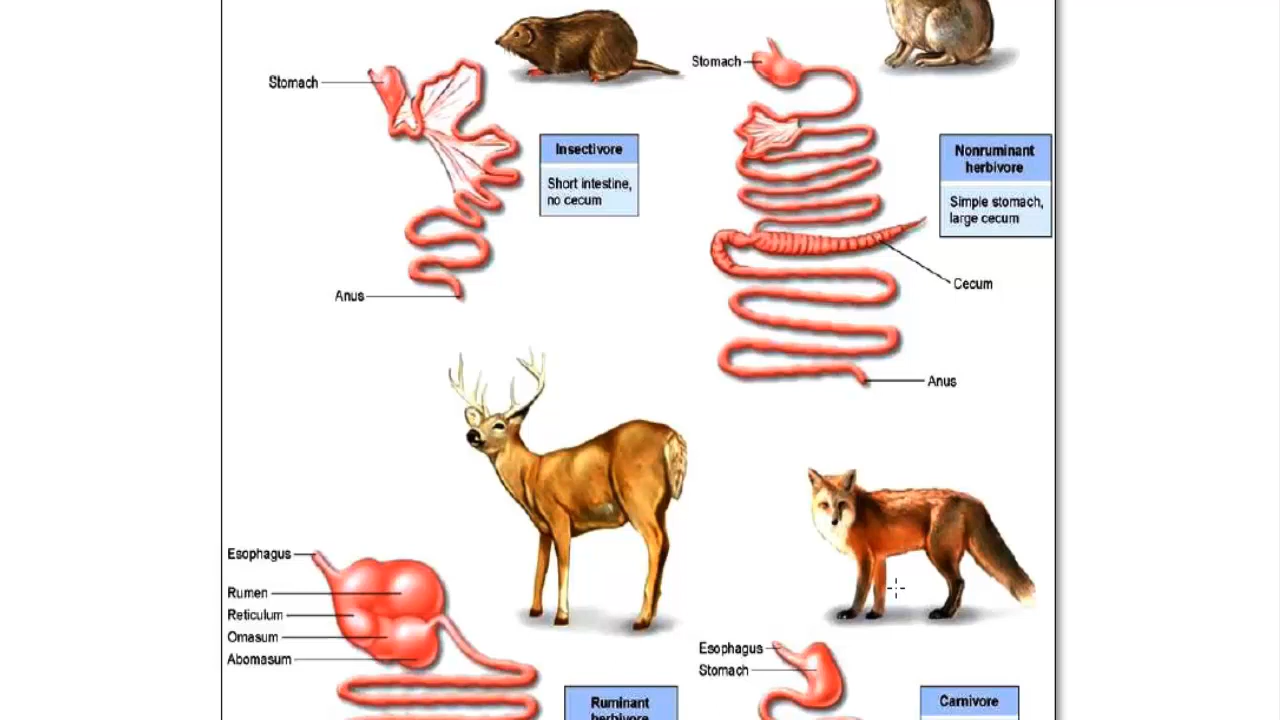 Stomach
Insectivore
Short intestine,
no cecum
Anus
Stomach
Nonruminant
herbivore
Simple stomach,
large cecum
Cecum
Anus
Esophagus
Rumen
Reticulum
Omasum
Abomasum
Ruminant
herbivore
Esophagus
Stomach
Carnivore